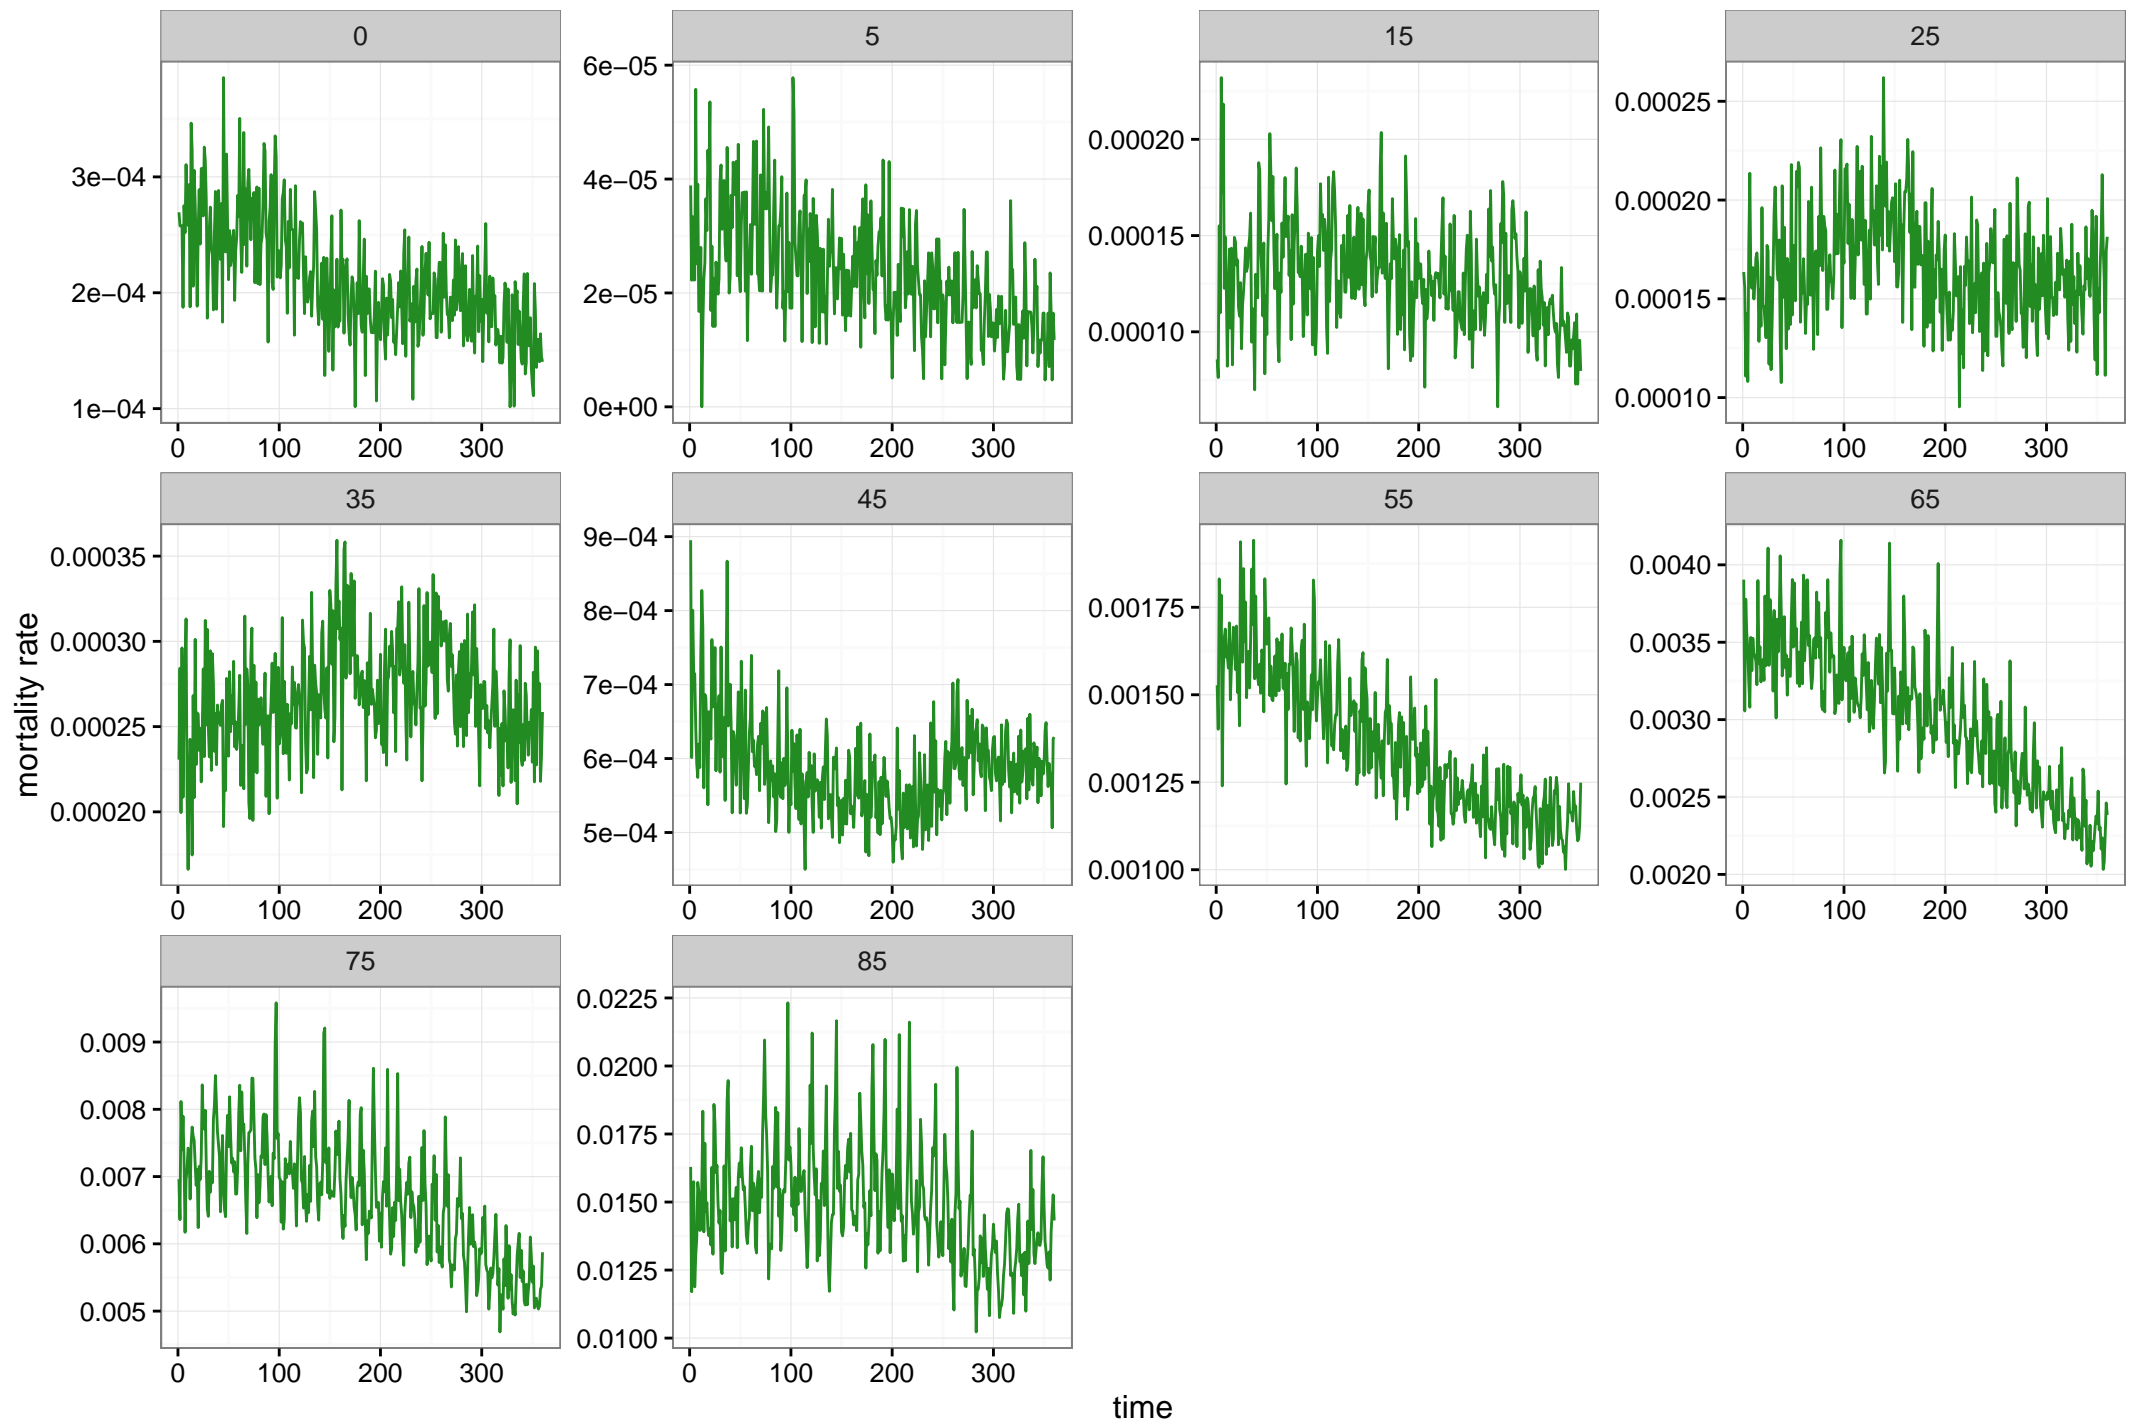 0 5 15 25
3e−04
2e−04
1e−04
0 100 200 300
6e−05
4e−05
2e−05
0e+00
0 100 200 300
0.00020
0.00015
0.00010
0 100 200 300
0.00025
0.00020
0.00015
0.00010
0 100 200 300
mortality rate
35 45 55 65
0.00035
0.00030
0.00025
0.00020
0 100 200 300
9e−04
8e−04
7e−04
6e−04
5e−04
0 100 200 300
0.00175
0.00150
0.00125
0.00100
0 100 200 300
0.0040
0.0035
0.0030
0.0025
0.0020
0 100 200 300
75 85
0.009
0.008
0.007
0.006
0.005
0 100 200 300
0.0225
0.0200
0.0175
0.0150
0.0125
0.0100
0 100 200 300
time